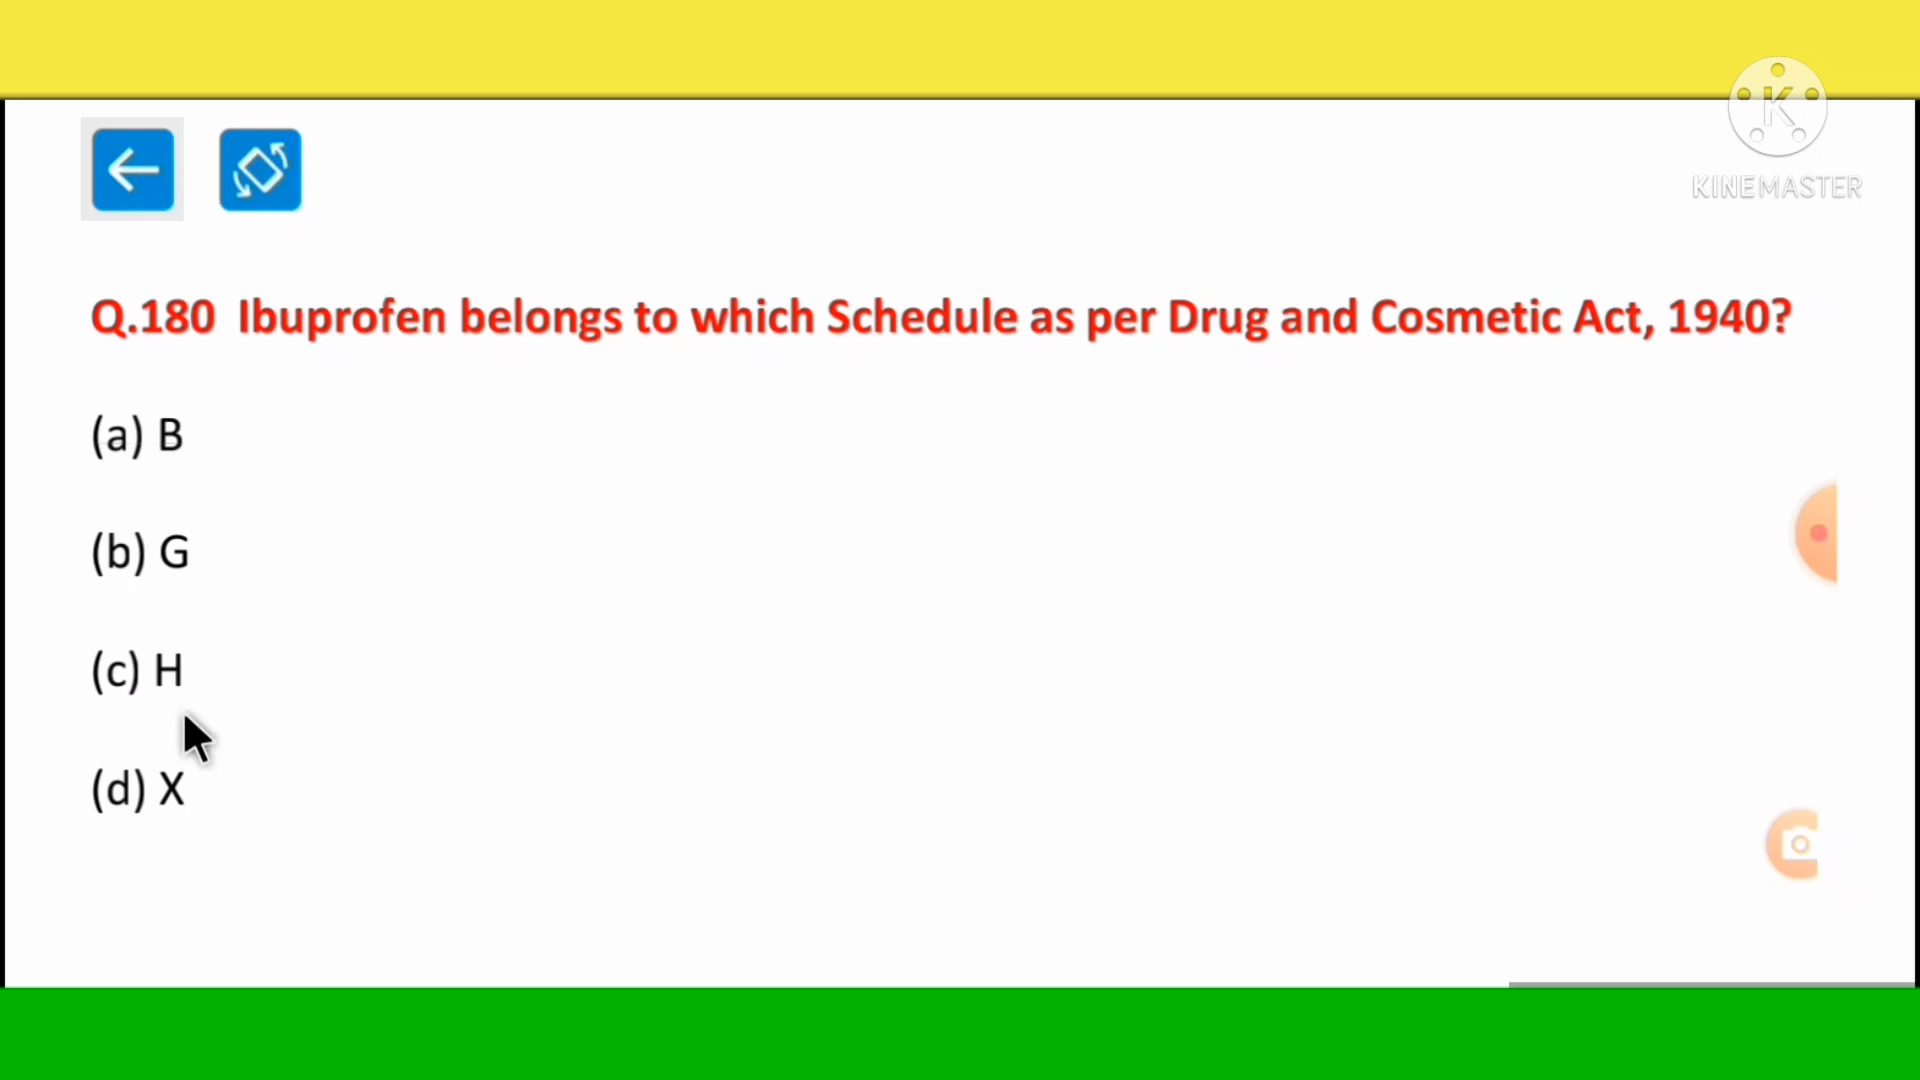 K
KINEMASTER
Q.180 Ibuprofen belongs to which Schedule as per Drug and Cosmetic Act, 1940?
(a) B
(b) G
(c) H
(d) X